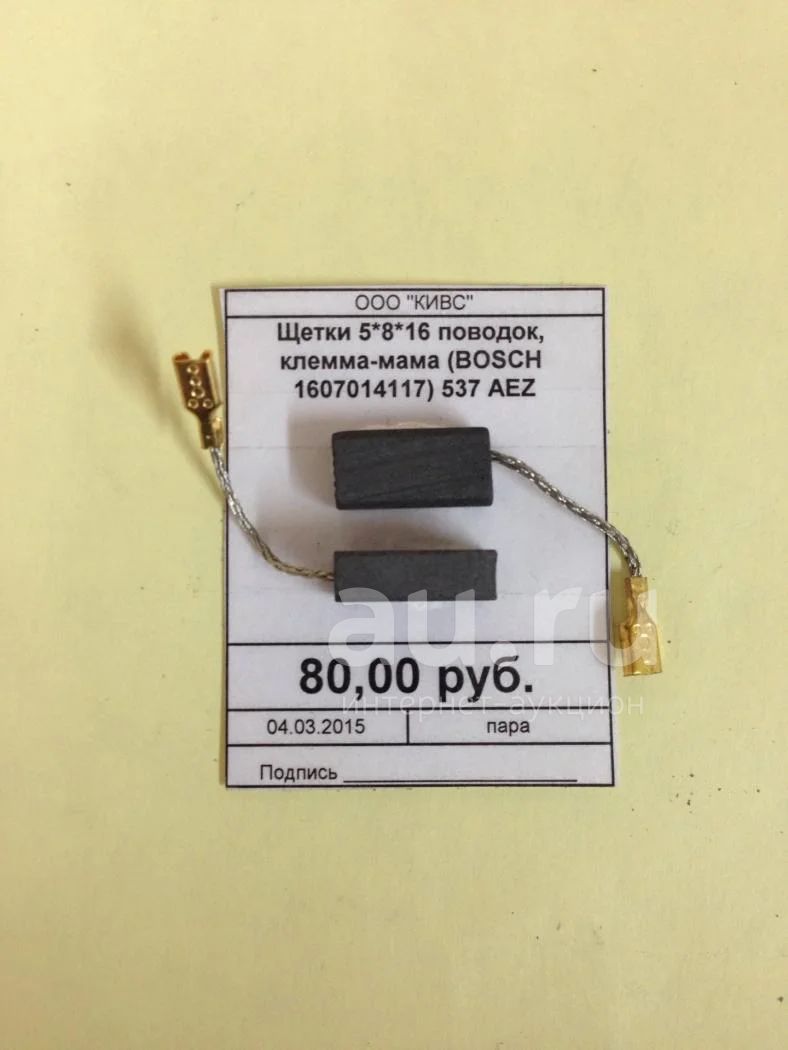 ООО "КИВС"
Щетки 5*8*16 поводок,
клемма-мама (BOSCH
1607014117) 537 AEZ
au.ru
80,00 руб.
интернет-аукцион
04.03.2015 пара
Подпись